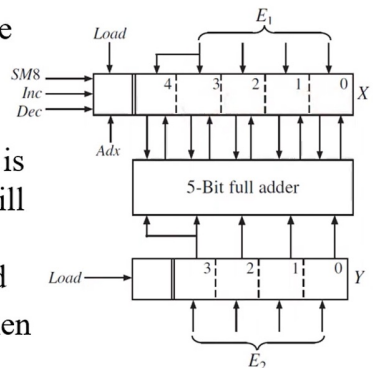 e
E1
Load
SM8
Inc
Dec
4 3 2 1 0
X
Adx
is
ill
5-Bit full adder
d
Load
3 2 1 0
Y
en
E2